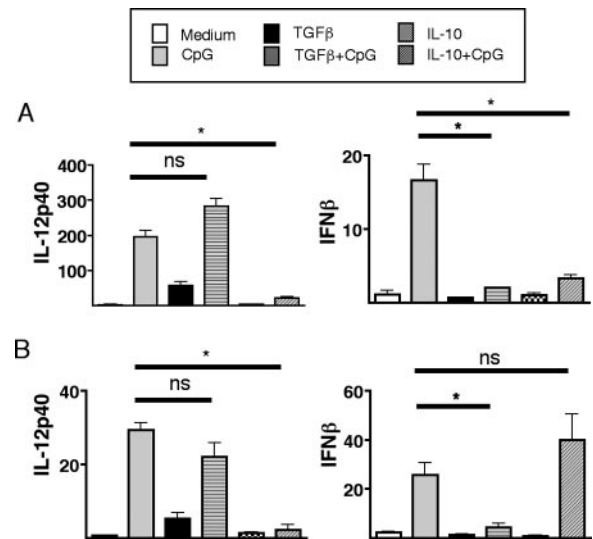 Medium TGFβ IL-10
CpG TGFβ+CpG IL-10+CpG
A
* *
ns *
400 20
300
200 10
100
IL-12p40 IFNβ
B
* ns
ns *
40 60
40
20
20
IL-12p40 IFNβ